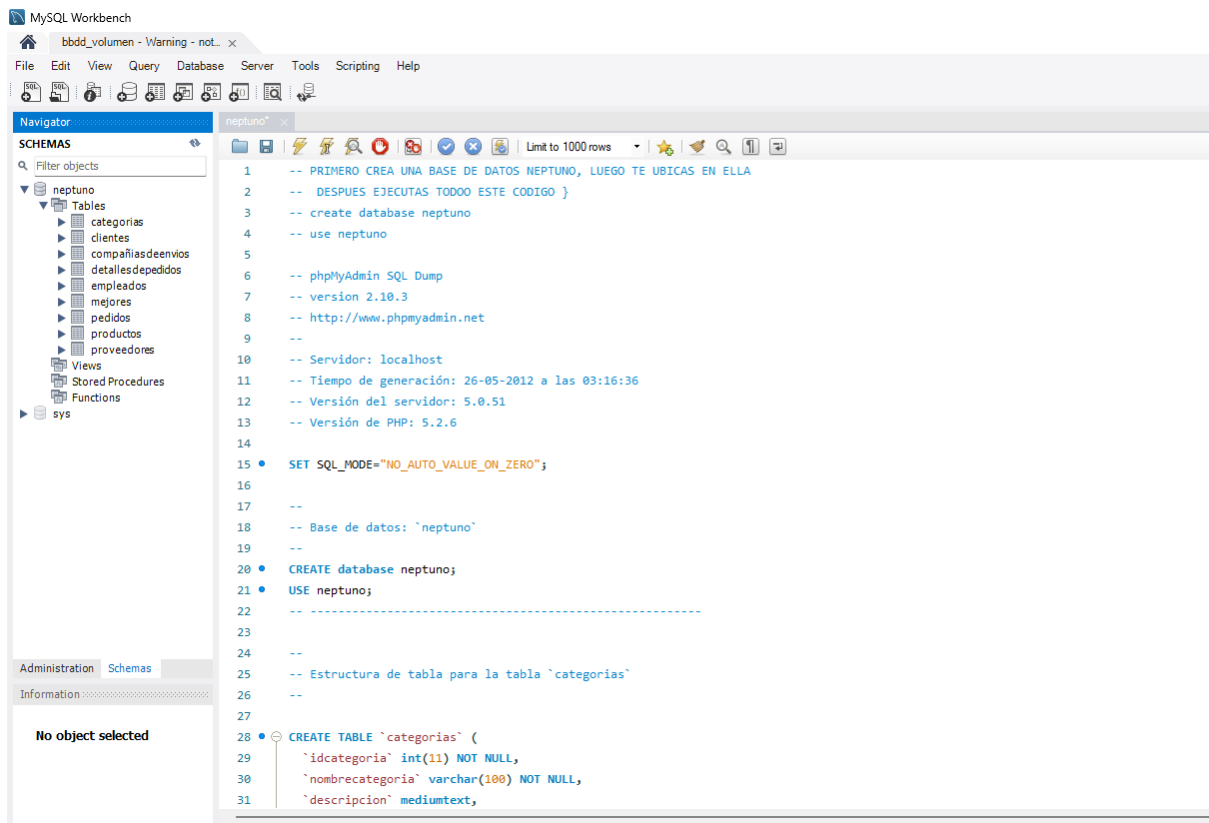 MySQL Workbench
bbdd_volumen - Warning - not...
File Edit View Query Database Server Tools Scripting Help
Navigator
SCHEMAS
Filter objects
neptuno
Tables
categorias
clientes
compañiasdeenvios
detallesdepedidos
empleados
mejores
pedidos
productos
proveedores
Views
Stored Procedures
Functions
sys
Administration Schemas
Information
No object selected
neptuno*
Limit to 1000 rows
1 -- PRIMERO CREA UNA BASE DE DATOS NEPTUNO, LUEGO TE UBICAS EN ELLA
2 --  DESPUES EJECUTAS TODOO ESTE CODIGO }
3 -- create database neptuno
4 -- use neptuno
5
6 -- phpMyAdmin SQL Dump
7 -- version 2.10.3
8 -- http://www.phpmyadmin.net
9 --
10 -- Servidor: localhost
11 -- Tiempo de generación: 26-05-2012 a las 03:16:36
12 -- Versión del servidor: 5.0.51
13 -- Versión de PHP: 5.2.6
14
15 SET SQL_MODE="NO_AUTO_VALUE_ON_ZERO";
16
17 --
18 -- Base de datos: `neptuno`
19 --
20 CREATE database neptuno;
21 USE neptuno;
22 -- --------------------------------------------------------
23
24 --
25 -- Estructura de tabla para la tabla `categorias`
26 --
27
28 CREATE TABLE `categorias` (
29 `idcategoria` int(11) NOT NULL,
30 `nombrecategoria` varchar(100) NOT NULL,
31 `descripcion` mediumtext,